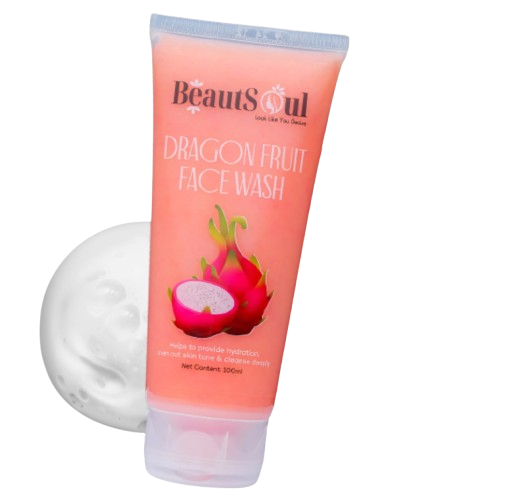 BeautSoul
Look Like You Desire
DRAGON FRUIT
FACE WASH
Helps to provide hydration,
even out skin tone & cleanse deeply
Net Content: 100ml